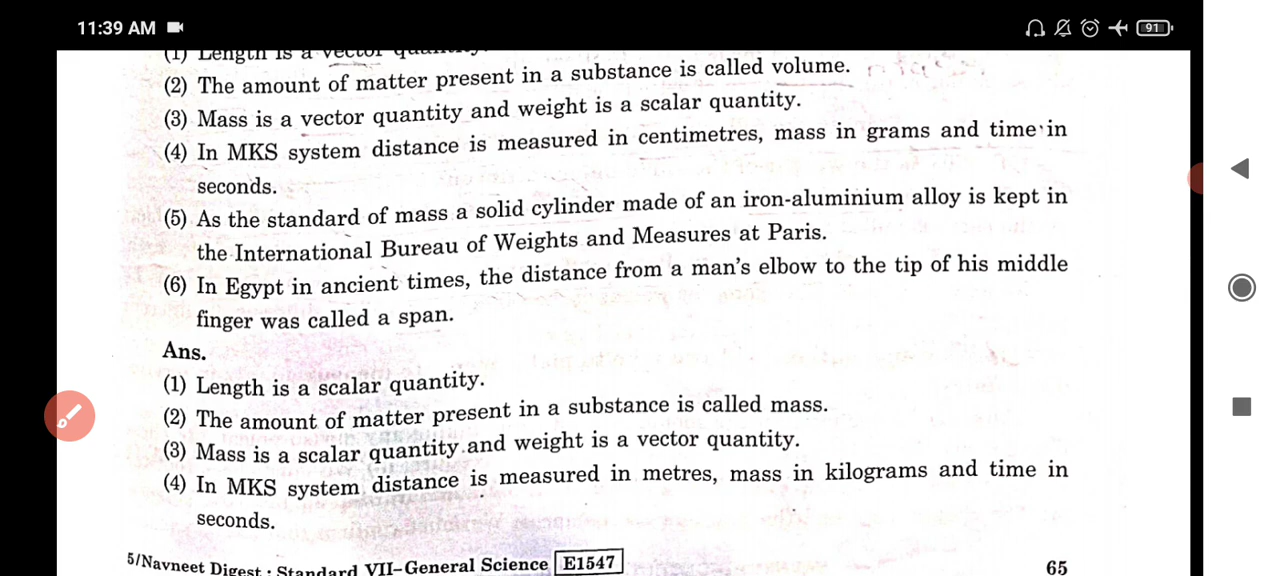 11:39 AM
91
(1) Length is a vector quantity.
(2) The amount of matter present in a substance is called volume.
(3) Mass is a vector quantity and weight is a scalar quantity.
(4) In MKS system distance is measured in centimetres, mass in grams and time in
seconds.
(5) As the standard of mass a solid cylinder made of an iron-aluminium alloy is kept in
the International Bureau of Weights and Measures at Paris.
(6) In Egypt in ancient times, the distance from a man's elbow to the tip of his middle
finger was called a span.
Ans.
(1) Length is a scalar quantity.
(2) The amount of matter present in a substance is called mass.
(3) Mass is a scalar quantity and weight is a vector quantity.
(4) In MKS system distance is measured in metres, mass in kilograms and time in
seconds.
5/Navneet Digest : Standard VII–General Science E1547 65